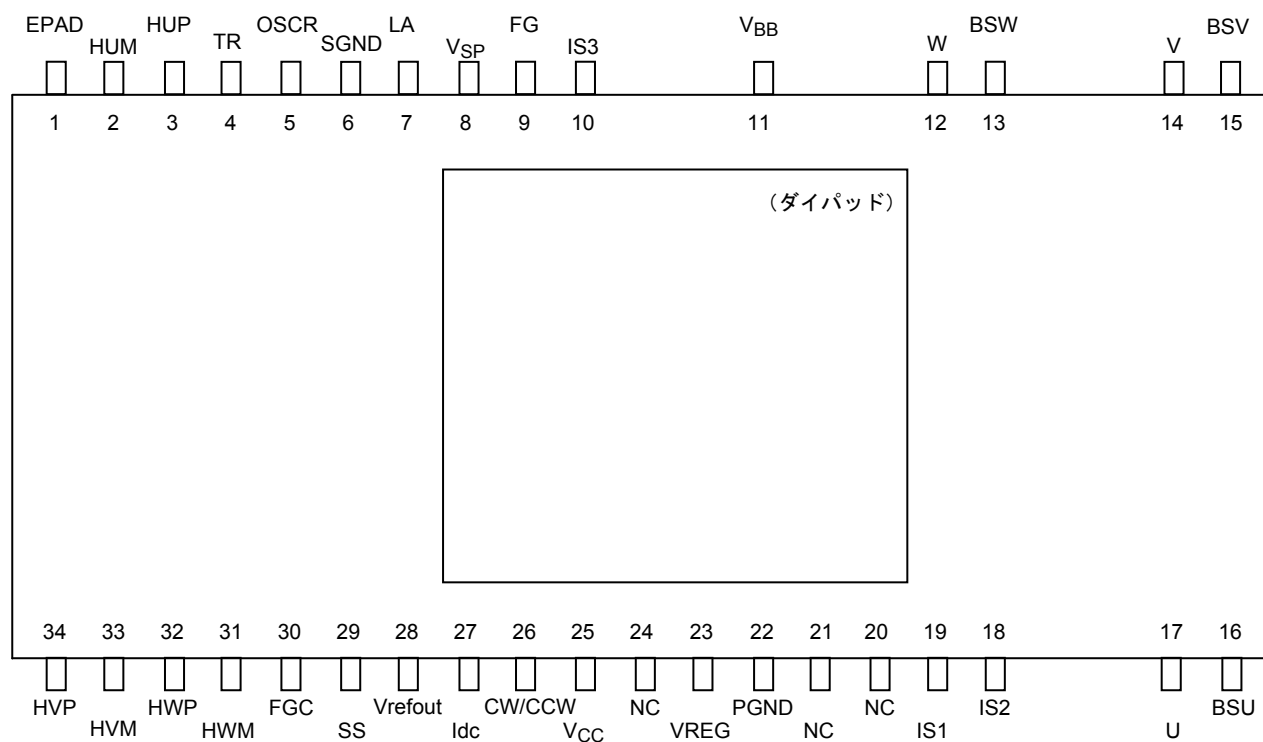 EPAD HUP OSCR LA FG V_BB BSW BSV
HUM TR SGND V_SP IS3 W V
1 2 3 4 5 6 7 8 9 10 11 12 13 14 15
(ダイパッド)
34 33 32 31 30 29 28 27 26 25 24 23 22 21 20 19 18 17 16
HVP HWP FGC Vrefout CW/CCW NC PGND NC IS2 BSU
HVM HWM SS Idc V_CC VREG NC IS1 U